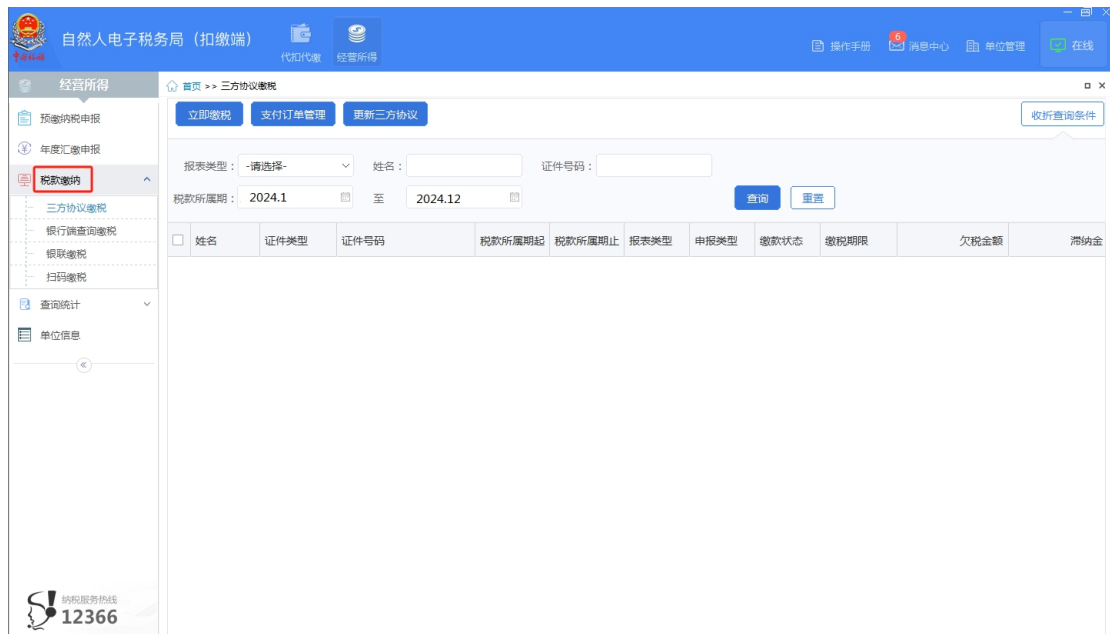 自然人电子税务局（扣缴端）
代扣代缴
经营所得
操作手册
6
消息中心
单位管理
在线
经营所得
首页 >> 三方协议缴税
预缴纳税申报
年度汇缴申报
税款缴纳
三方协议缴税
银行端查询缴税
银联缴税
扫码缴税
查询统计
单位信息
立即缴税 支付订单管理 更新三方协议 收折查询条件
报表类型： -请选择- 姓名： 证件号码：
税款所属期： 2024.1 至 2024.12 查询 重置
姓名 证件类型 证件号码 税款所属期起 税款所属期止 报表类型 申报类型 缴款状态 缴税期限 欠税金额 滞纳金
纳税服务热线
12366